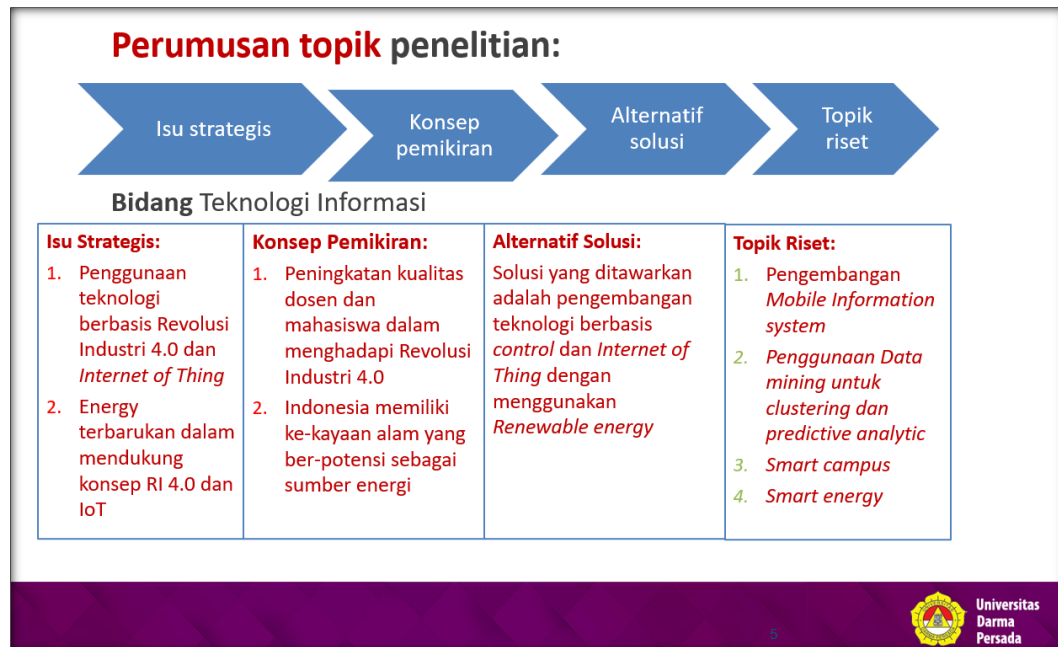 Perumusan topik penelitian:
Isu strategis
Konsep
pemikiran
Alternatif
solusi
Topik
riset
Bidang Teknologi Informasi
Isu Strategis:
1. Penggunaan
teknologi
berbasis Revolusi
Industri 4.0 dan
Internet of Thing
2. Energy
terbarukan dalam
mendukung
konsep RI 4.0 dan
IoT
Konsep Pemikiran:
1. Peningkatan kualitas
dosen dan
mahasiswa dalam
menghadapi Revolusi
Industri 4.0
2. Indonesia memiliki
ke-kayaan alam yang
ber-potensi sebagai
sumber energi
Alternatif Solusi:
Solusi yang ditawarkan
adalah pengembangan
teknologi berbasis
control dan Internet of
Thing dengan
menggunakan
Renewable energy
Topik Riset:
1. Pengembangan
Mobile Information
system
2. Penggunaan Data
mining untuk
clustering dan
predictive analytic
3. Smart campus
4. Smart energy
5
Universitas
Darma
Persada